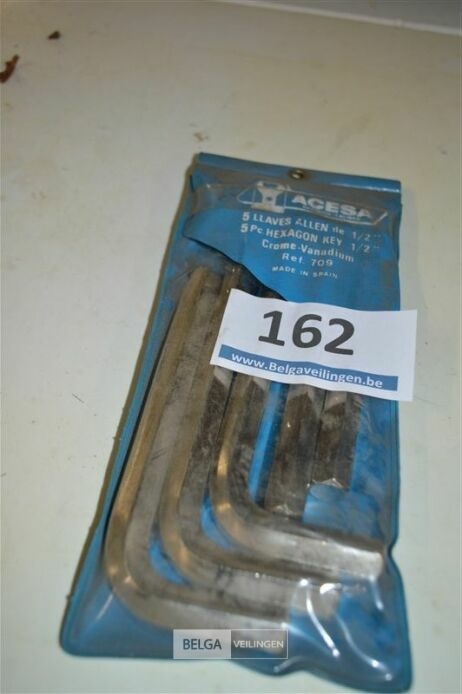 ACESA
5 LLAVES ALLEN de 1/2"
5 Pc HEXAGON KEY 1/2"
Crome-Vanadium
Ref. 709
MADE IN SPAIN
162
www.Belgaveilingen.be
BELGA VEILINGEN